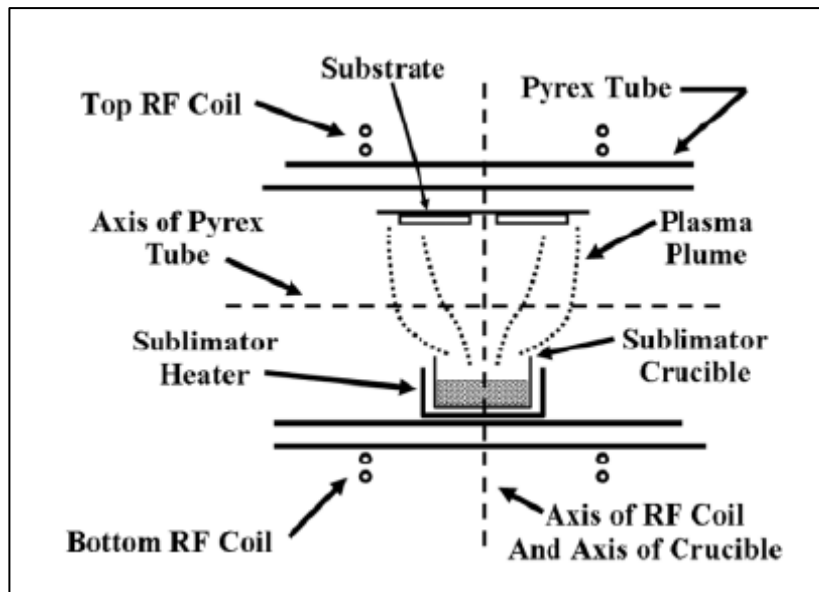 Substrate
Top RF Coil
Pyrex Tube
Axis of Pyrex
Tube
Plasma
Plume
Sublimator
Heater
Sublimator
Crucible
Bottom RF Coil
Axis of RF Coil
And Axis of Crucible